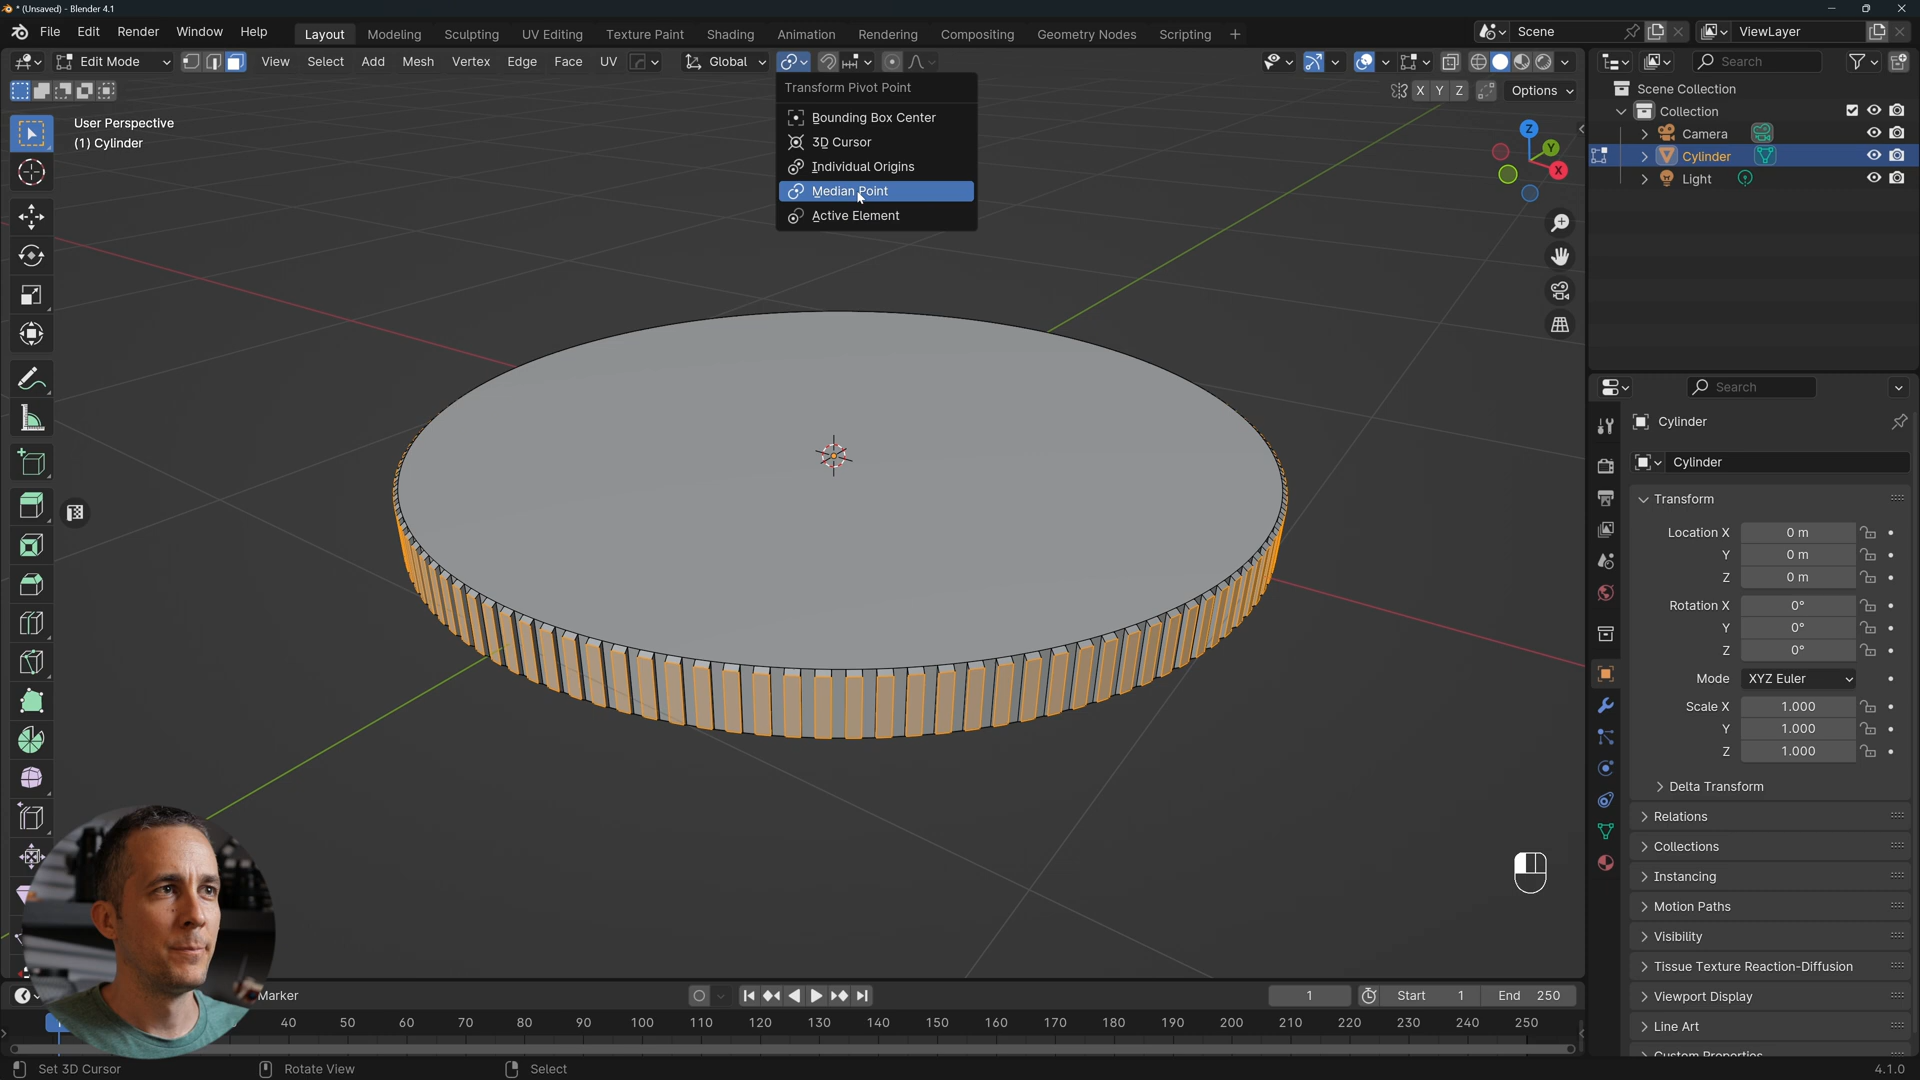 * (Unsaved) - Blender 4.1
File Edit Render Window Help Layout Modeling Sculpting UV Editing Texture Paint Shading Animation Rendering Compositing Geometry Nodes Scripting + Scene ViewLayer
Edit Mode View Select Add Mesh Vertex Edge Face UV Global Search
X Y Z Options
User Perspective
(1) Cylinder
Transform Pivot Point
Bounding Box Center
3D Cursor
Individual Origins
Median Point
Active Element
Z
Y
X
Scene Collection
Collection
Camera
Cylinder
Light
Search
Cylinder
Cylinder
Transform
Location X 0 m
Y 0 m
Z 0 m
Rotation X 0°
Y 0°
Z 0°
Mode XYZ Euler
Scale X 1.000
Y 1.000
Z 1.000
Delta Transform
Relations
Collections
Instancing
Motion Paths
Visibility
Tissue Texture Reaction-Diffusion
Viewport Display
Line Art
Custom Properties
Marker 1 Start 1 End 250
40 50 60 70 80 90 100 110 120 130 140 150 160 170 180 190 200 210 220 230 240 250
Set 3D Cursor Rotate View Select 4.1.0